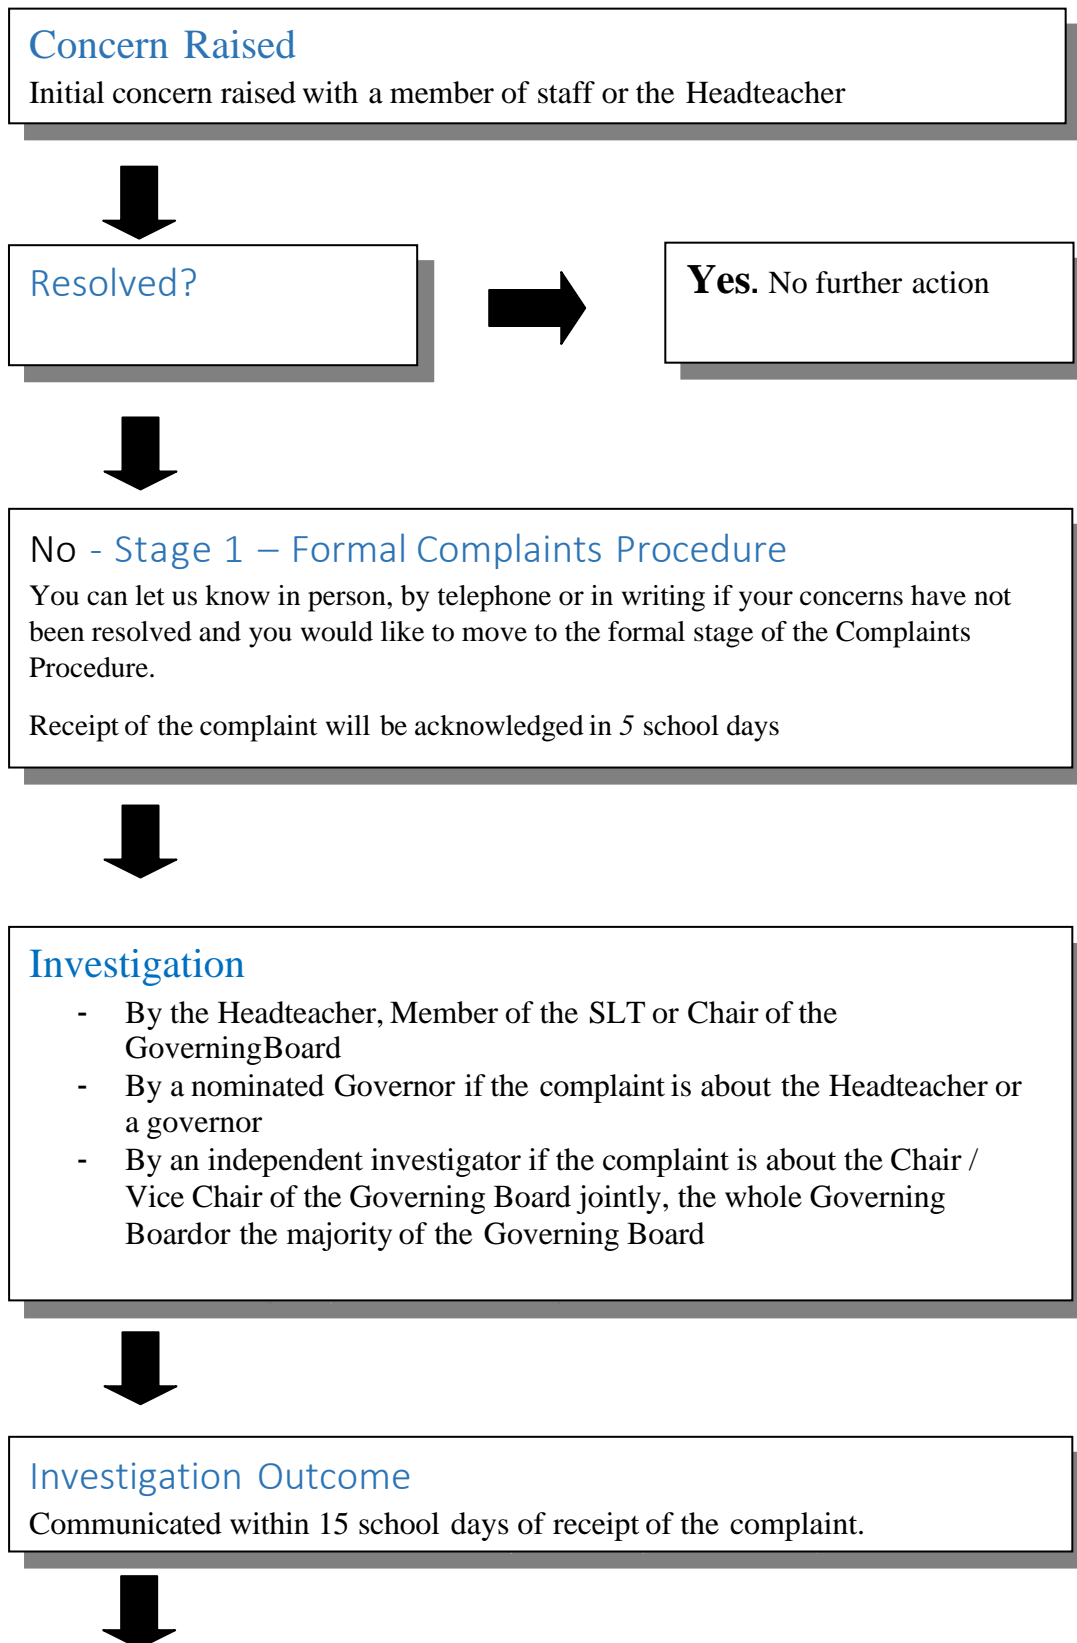 Concern Raised
Initial concern raised with a member of staff or the Headteacher
Resolved?
Yes. No further action
No - Stage 1 – Formal Complaints Procedure
You can let us know in person, by telephone or in writing if your concerns have not
been resolved and you would like to move to the formal stage of the Complaints
Procedure.
Receipt of the complaint will be acknowledged in 5 school days
Investigation
- By the Headteacher, Member of the SLT or Chair of the
GoverningBoard
- By a nominated Governor if the complaint is about the Headteacher or
a governor
- By an independent investigator if the complaint is about the Chair /
Vice Chair of the Governing Board jointly, the whole Governing
Boardor the majority of the Governing Board
Investigation Outcome
Communicated within 15 school days of receipt of the complaint.